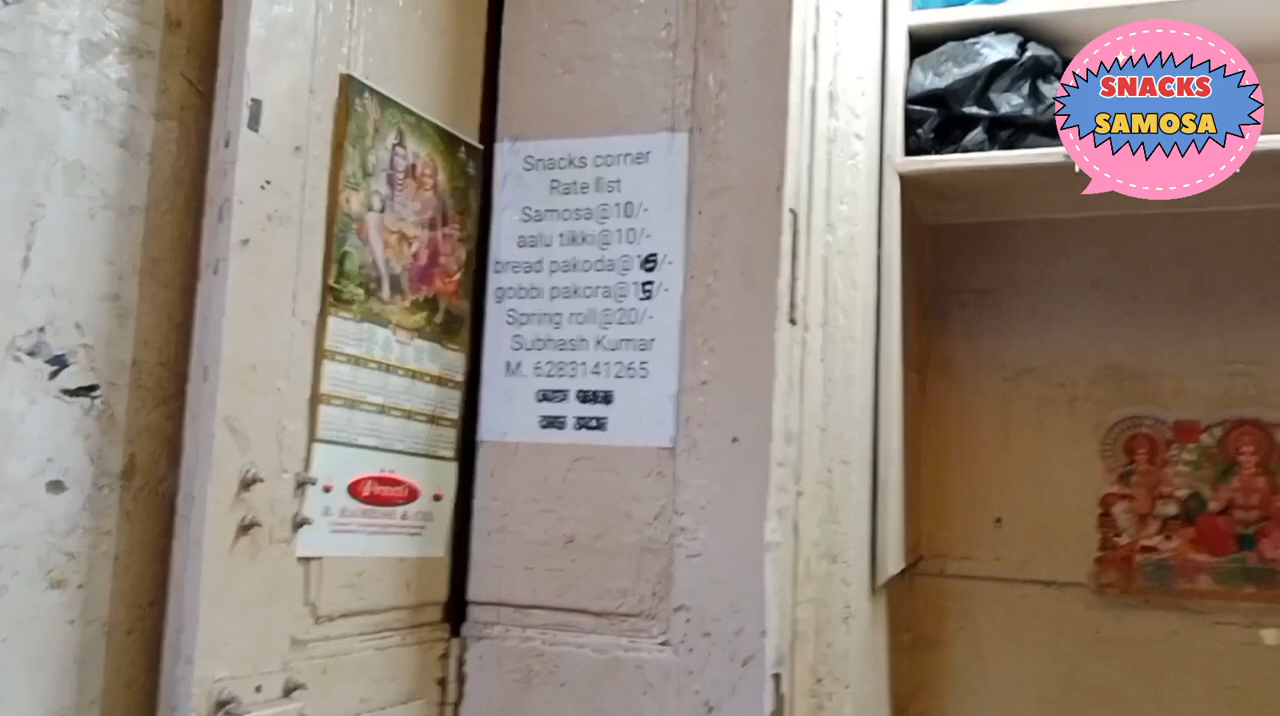 SNACKS
SAMOSA
Snacks corner
Rate list
Samosa@10/-
aalu tikki@10/-
bread pakoda@15/-
gobbi pakora@15/-
Spring roll@20/-
Subhash Kumar
M. 6283141265